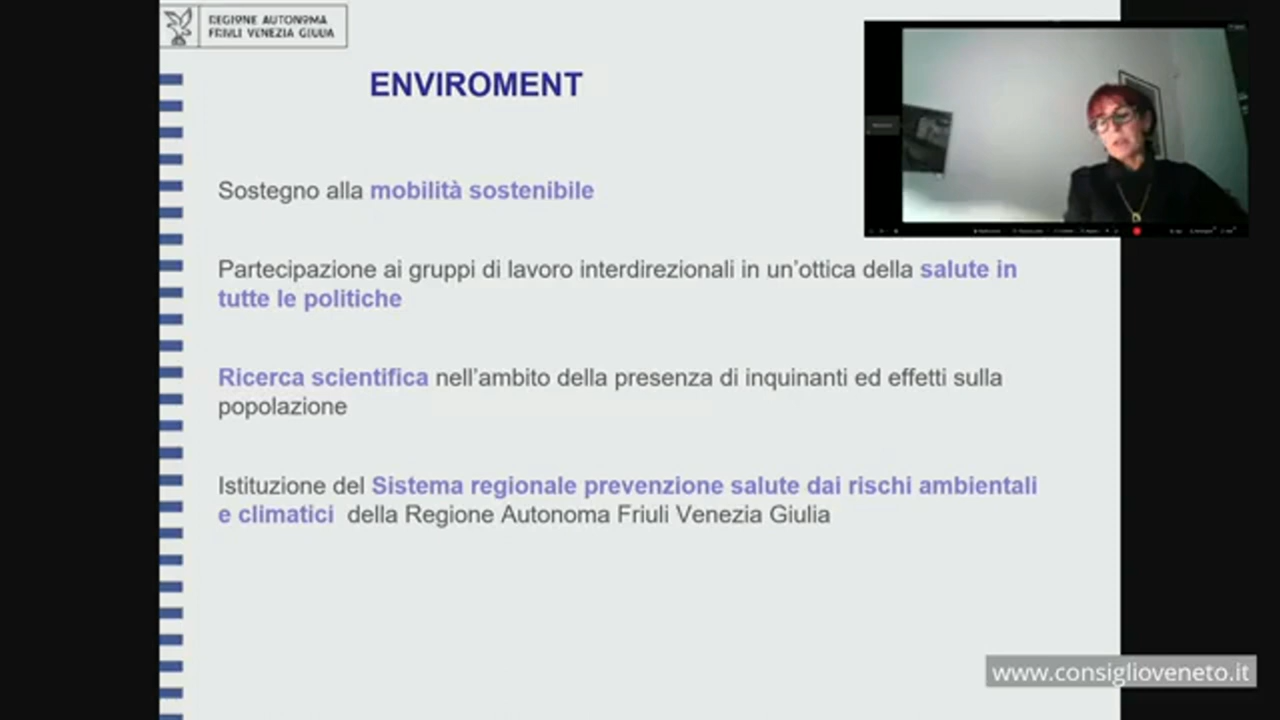 REGIONE AUTONOMA
FRIULI VENEZIA GIULIA
ENVIROMENT
Sostegno alla mobilità sostenibile
Partecipazione ai gruppi di lavoro interdirezionali in un’ottica della salute in
tutte le politiche
Ricerca scientifica nell’ambito della presenza di inquinanti ed effetti sulla
popolazione
Istituzione del Sistema regionale prevenzione salute dai rischi ambientali
e climatici della Regione Autonoma Friuli Venezia Giulia
www.consiglioveneto.it